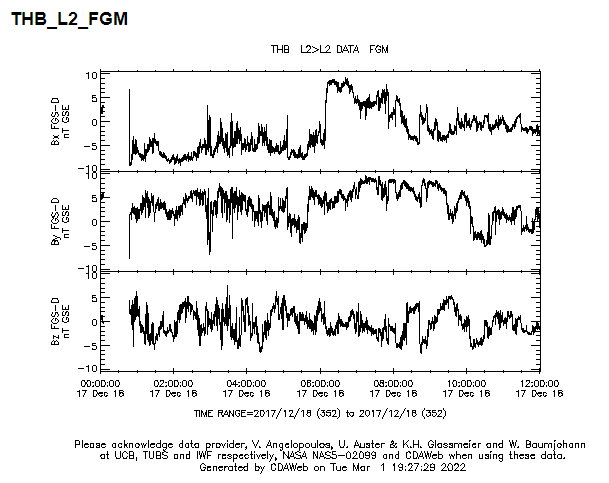 THB_L2_FGM
THB L2>L2 DATA FGM
10
5
0
-5
-10
Bx FGS-D
nT GSE
10
5
0
-5
-10
By FGS-D
nT GSE
10
5
0
-5
-10
Bz FGS-D
nT GSE
00:00:00 02:00:00 04:00:00 06:00:00 08:00:00 10:00:00 12:00:00
17 Dec 18 17 Dec 18 17 Dec 18 17 Dec 18 17 Dec 18 17 Dec 18 17 Dec 18
TIME RANGE=2017/12/18 (352) to 2017/12/18 (352)
Please acknowledge data provider, V. Angelopoulos, U. Auster & K.H. Glassmeier and W. Baumjohann
at UCB, TUBS and IWF respectively, NASA NAS5-02099 and CDAWeb when using these data.
Generated by CDAWeb on Tue Mar 1 19:27:29 2022